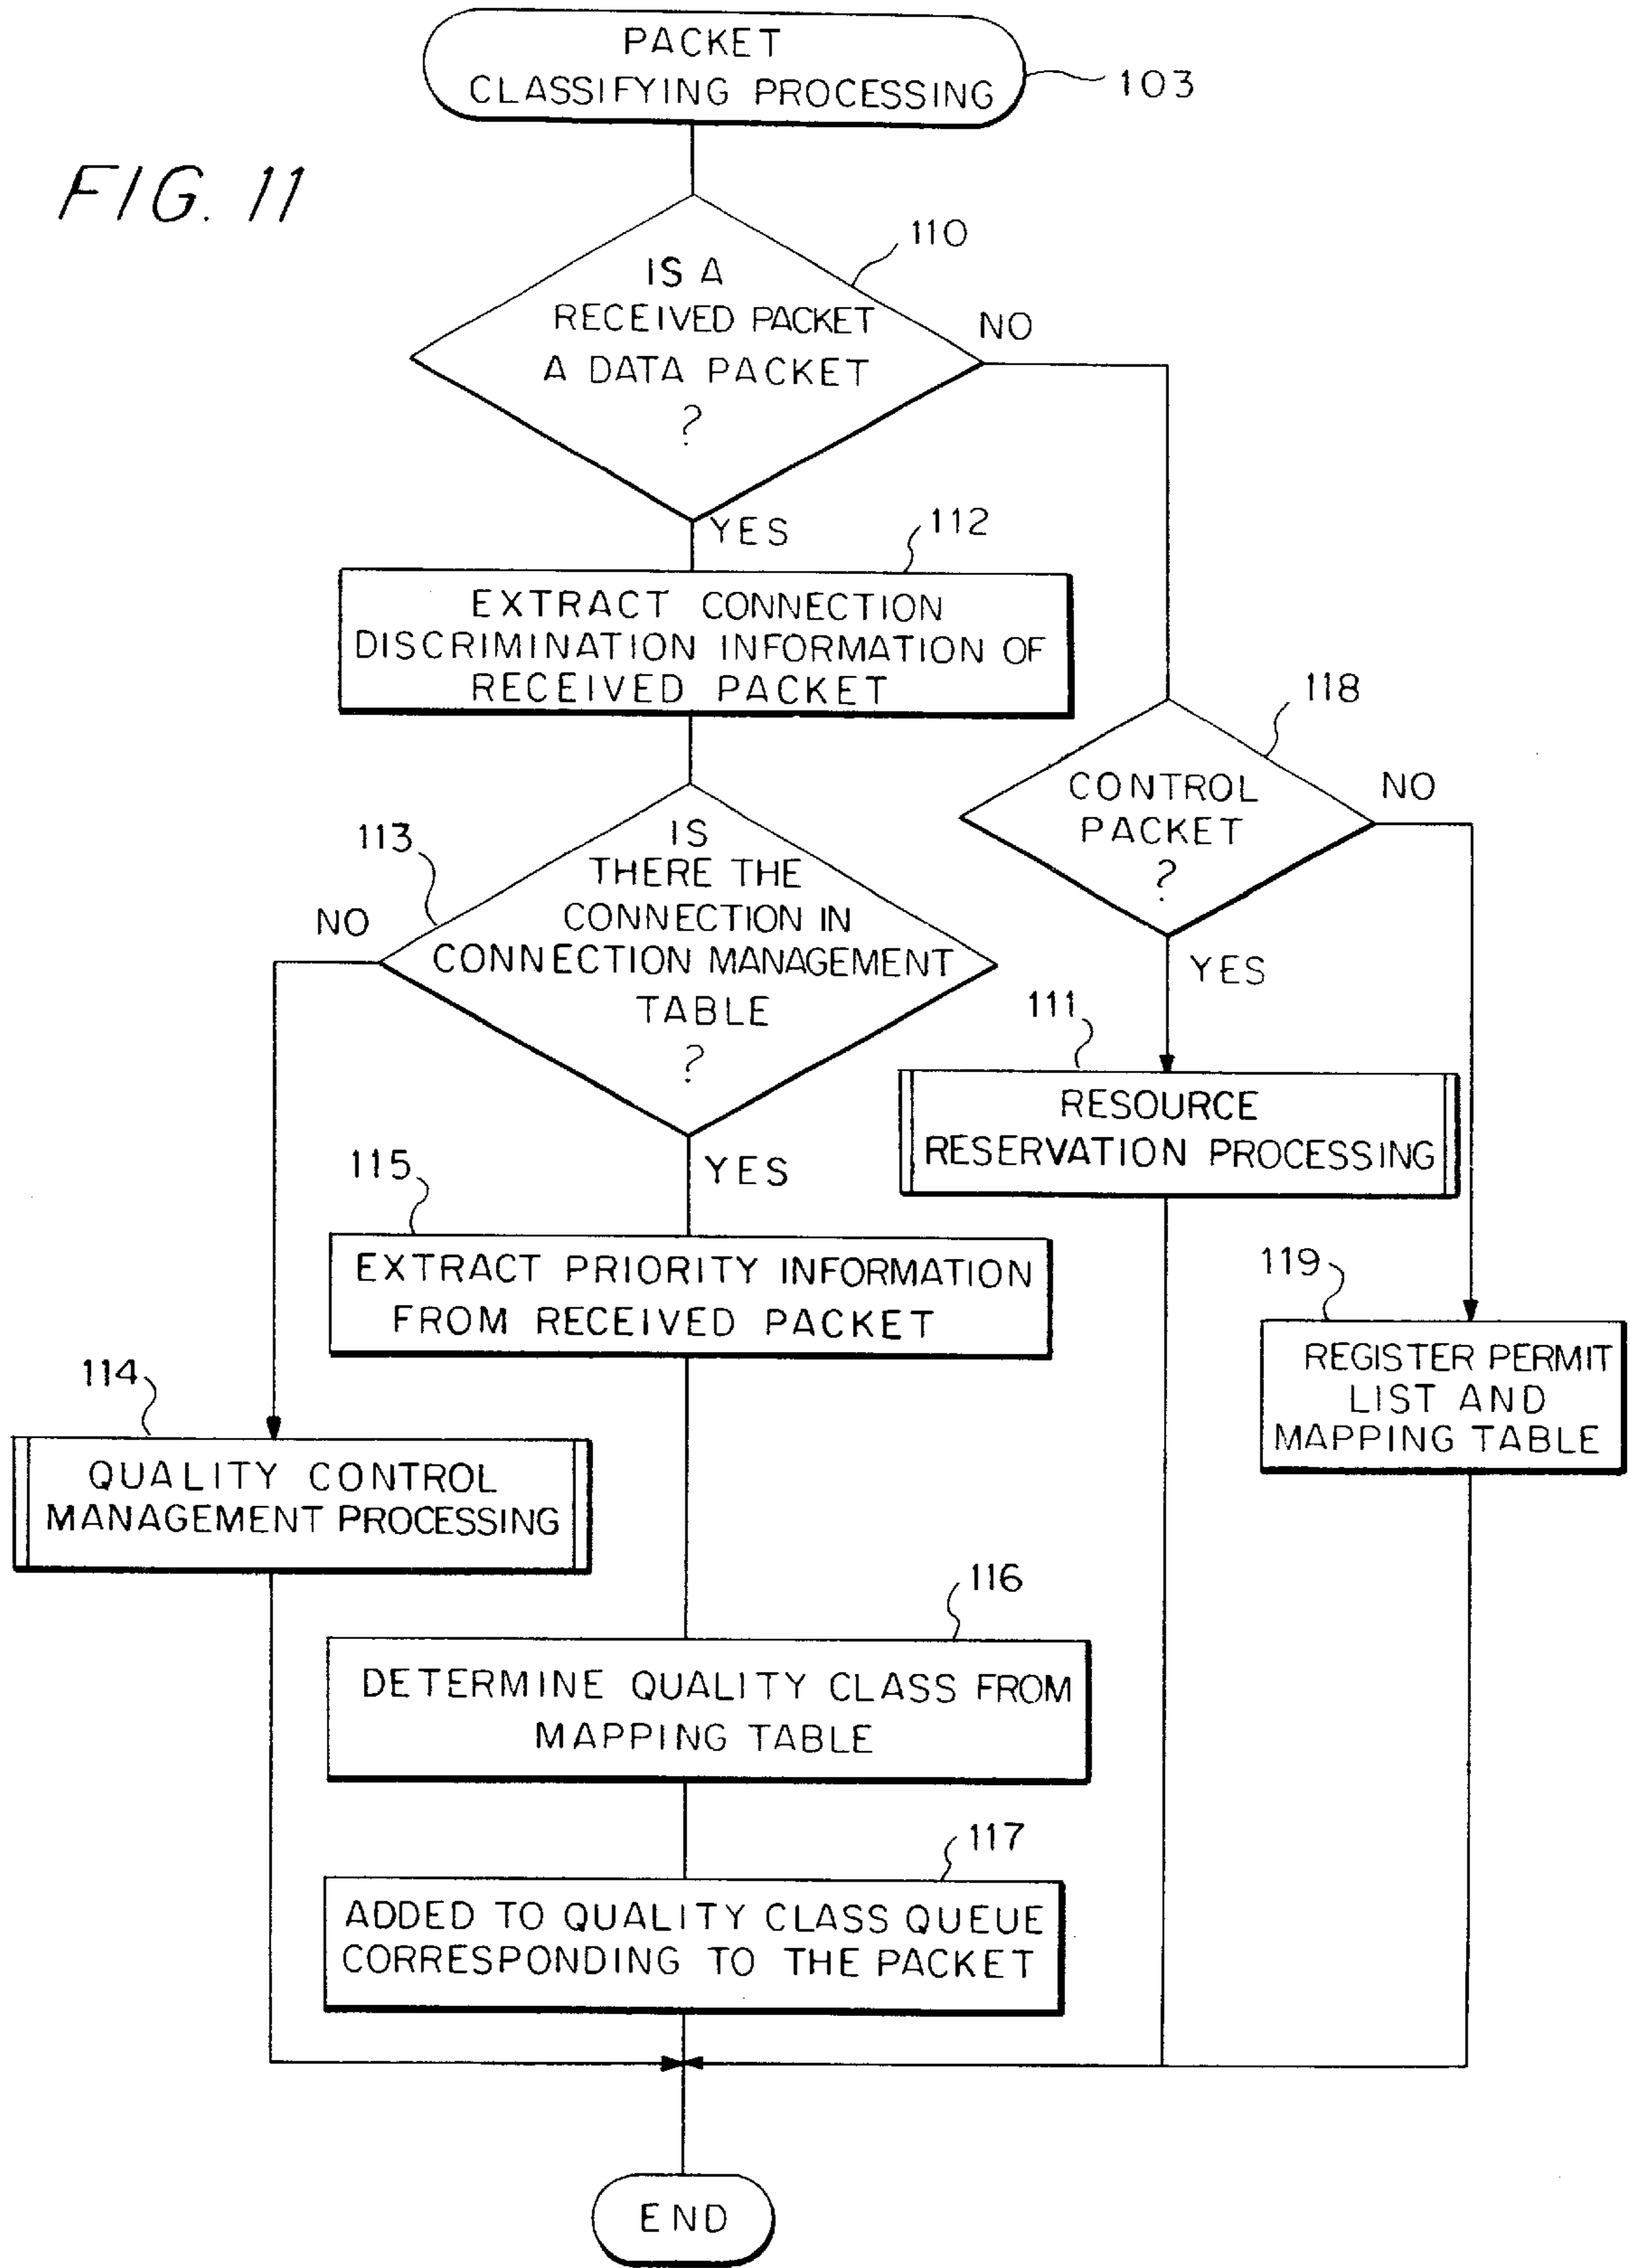 PACKET
CLASSIFYING PROCESSING
103
FIG. 11
110
IS A
RECEIVED PACKET
A DATA PACKET
?
NO
YES
112
EXTRACT CONNECTION
DISCRIMINATION INFORMATION OF
RECEIVED PACKET
118
CONTROL
PACKET
?
NO
YES
113
IS
THERE THE
CONNECTION IN
CONNECTION MANAGEMENT
TABLE
?
NO
YES
111
RESOURCE
RESERVATION PROCESSING
115
EXTRACT PRIORITY INFORMATION
FROM RECEIVED PACKET
119
REGISTER PERMIT
LIST AND
MAPPING TABLE
114
QUALITY CONTROL
MANAGEMENT PROCESSING
116
DETERMINE QUALITY CLASS FROM
MAPPING TABLE
117
ADDED TO QUALITY CLASS QUEUE
CORRESPONDING TO THE PACKET
END